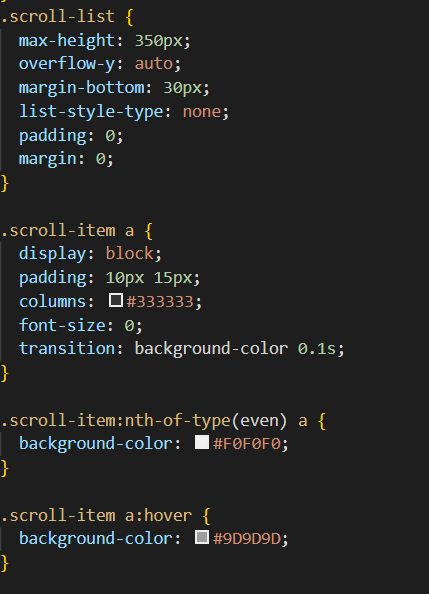 .scroll-list {
max-height: 350px;
overflow-y: auto;
margin-bottom: 30px;
list-style-type: none;
padding: 0;
margin: 0;
}
.scroll-item a {
display: block;
padding: 10px 15px;
columns: #333333;
font-size: 0;
transition: background-color 0.1s;
}
.scroll-item:nth-of-type(even) a {
background-color: #F0F0F0;
}
.scroll-item a:hover {
background-color: #9D9D9D;
}